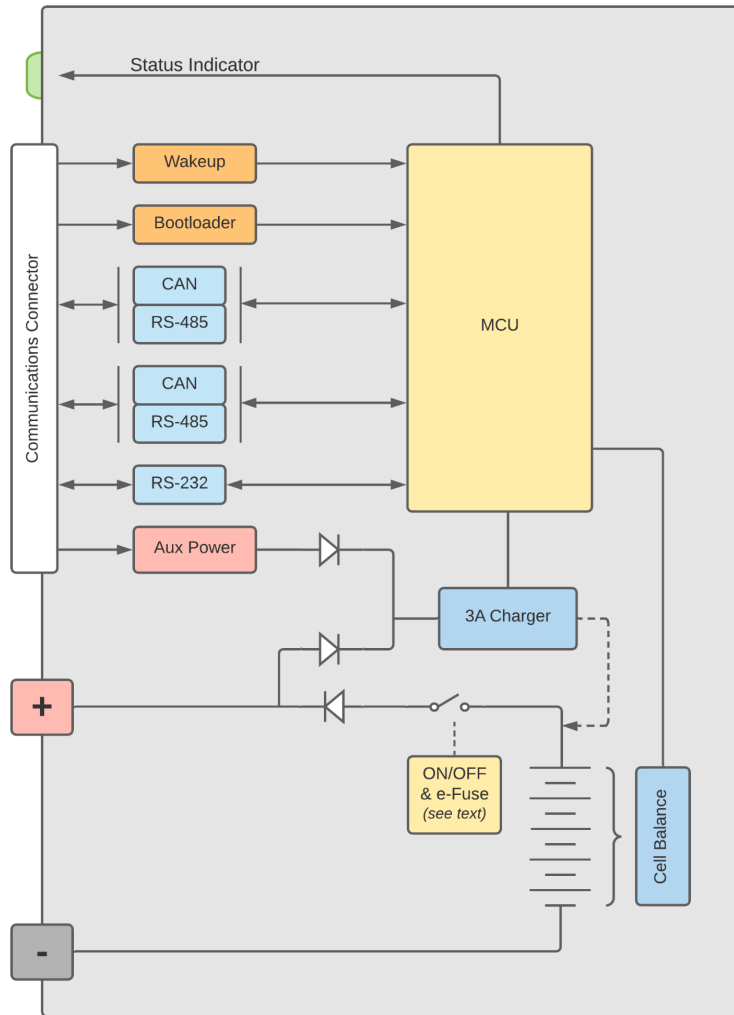 Status Indicator
Communications Connector
Wakeup
Bootloader
CAN
RS-485
CAN
RS-485
RS-232
MCU
Aux Power
3A Charger
+
ON/OFF
& e-Fuse
(see text)
Cell Balance
-